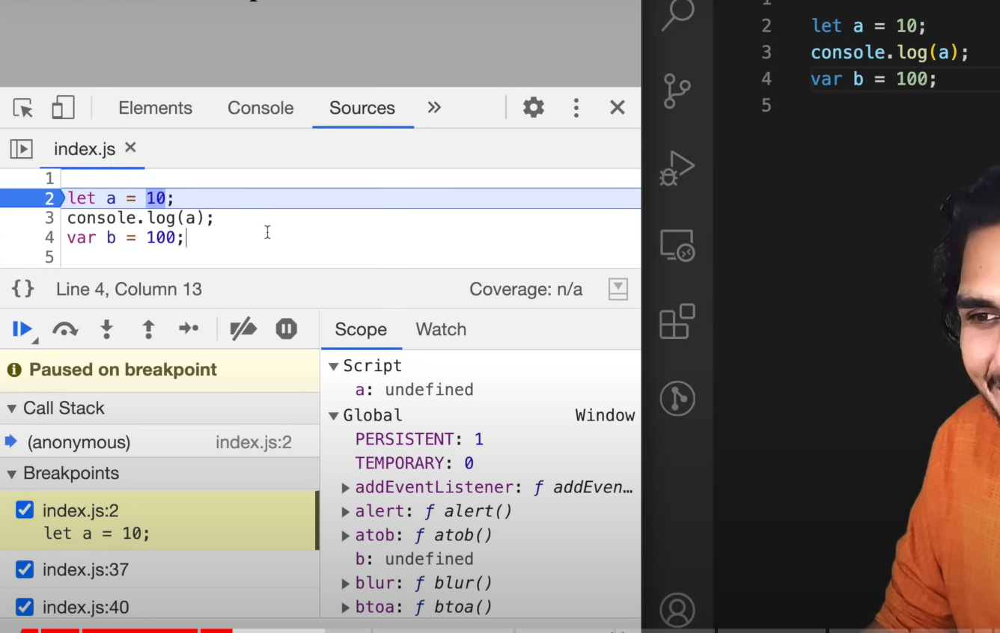 Elements Console Sources
index.js
1
2 let a = 10;
3 console.log(a);
4 var b = 100;
5
{} Line 4, Column 13 Coverage: n/a
Paused on breakpoint
Call Stack
(anonymous) index.js:2
Breakpoints
index.js:2
let a = 10;
index.js:37
index.js:40
Scope Watch
Script
a: undefined
Global Window
PERSISTENT: 1
TEMPORARY: 0
addEventListener: ƒ addEven…
alert: ƒ alert()
atob: ƒ atob()
b: undefined
blur: ƒ blur()
btoa: ƒ btoa()
1
2 let a = 10;
3 console.log(a);
4 var b = 100;
5